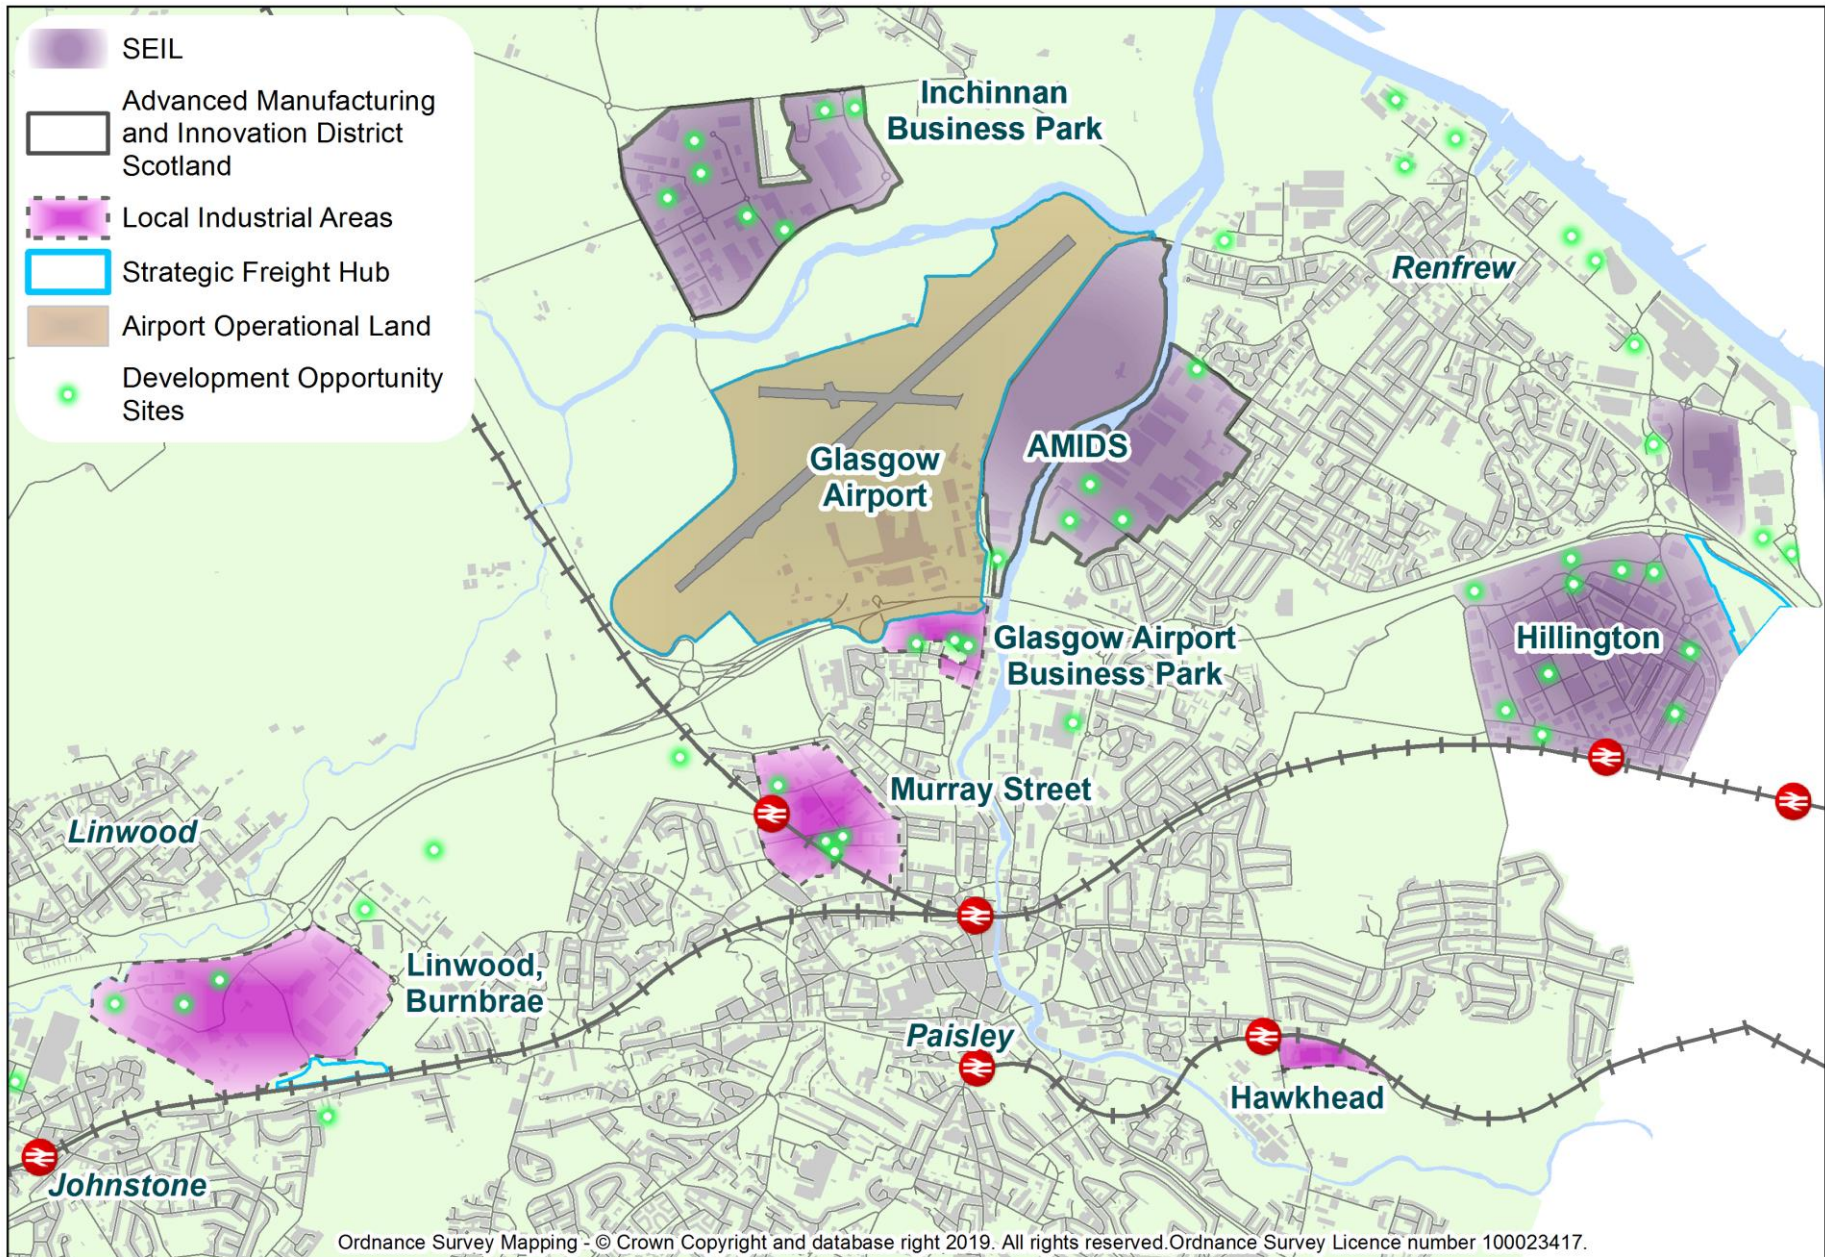 SEIL
Advanced Manufacturing
and Innovation District
Scotland
Local Industrial Areas
Strategic Freight Hub
Airport Operational Land
Development Opportunity
Sites
Inchinnan
Business Park
Renfrew
AMIDS
Glasgow
Airport
Glasgow Airport
Business Park
Hillington
Murray Street
Linwood
Linwood,
Burnbrae
Paisley
Hawkhead
Johnstone
Ordnance Survey Mapping - © Crown Copyright and database right 2019. All rights reserved.Ordnance Survey Licence number 100023417.